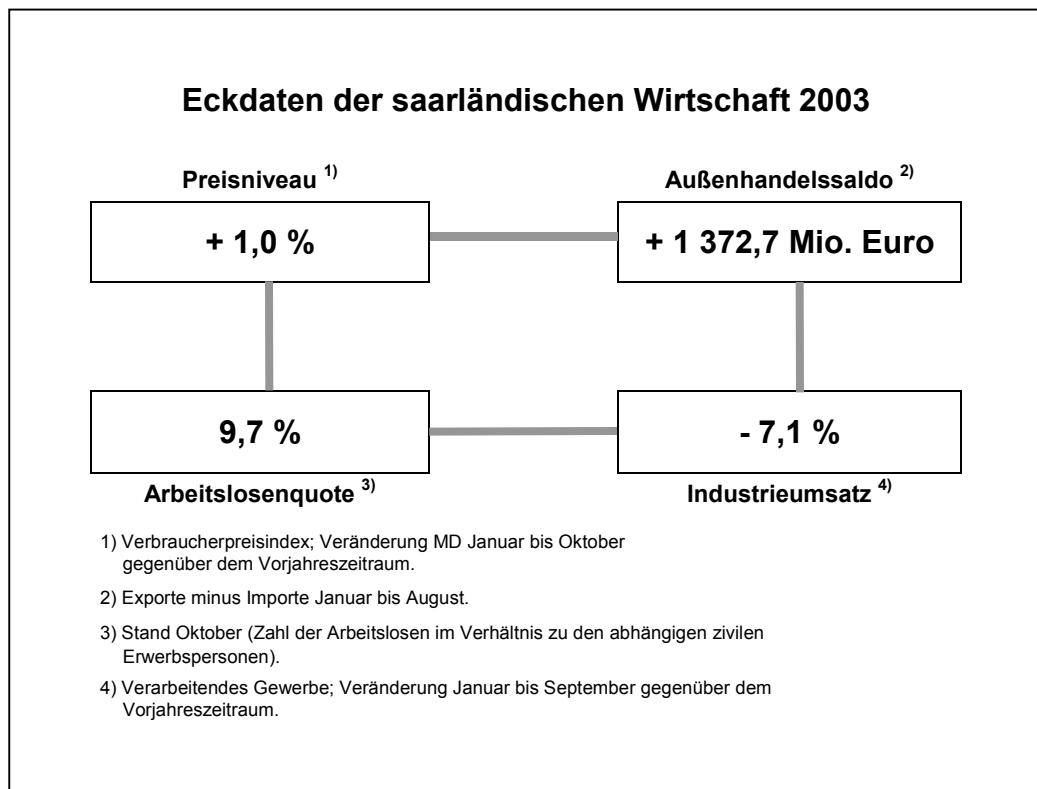 Eckdaten der saarländischen Wirtschaft 2003
Preisniveau 1)
Außenhandelssaldo 2)
+ 1,0 %
+ 1 372,7 Mio. Euro
9,7 %
- 7,1 %
Arbeitslosenquote 3)
Industrieumsatz 4)
1) Verbraucherpreisindex; Veränderung MD Januar bis Oktober
gegenüber dem Vorjahreszeitraum.
2) Exporte minus Importe Januar bis August.
3) Stand Oktober (Zahl der Arbeitslosen im Verhältnis zu den abhängigen zivilen
Erwerbspersonen).
4) Verarbeitendes Gewerbe; Veränderung Januar bis September gegenüber dem
Vorjahreszeitraum.